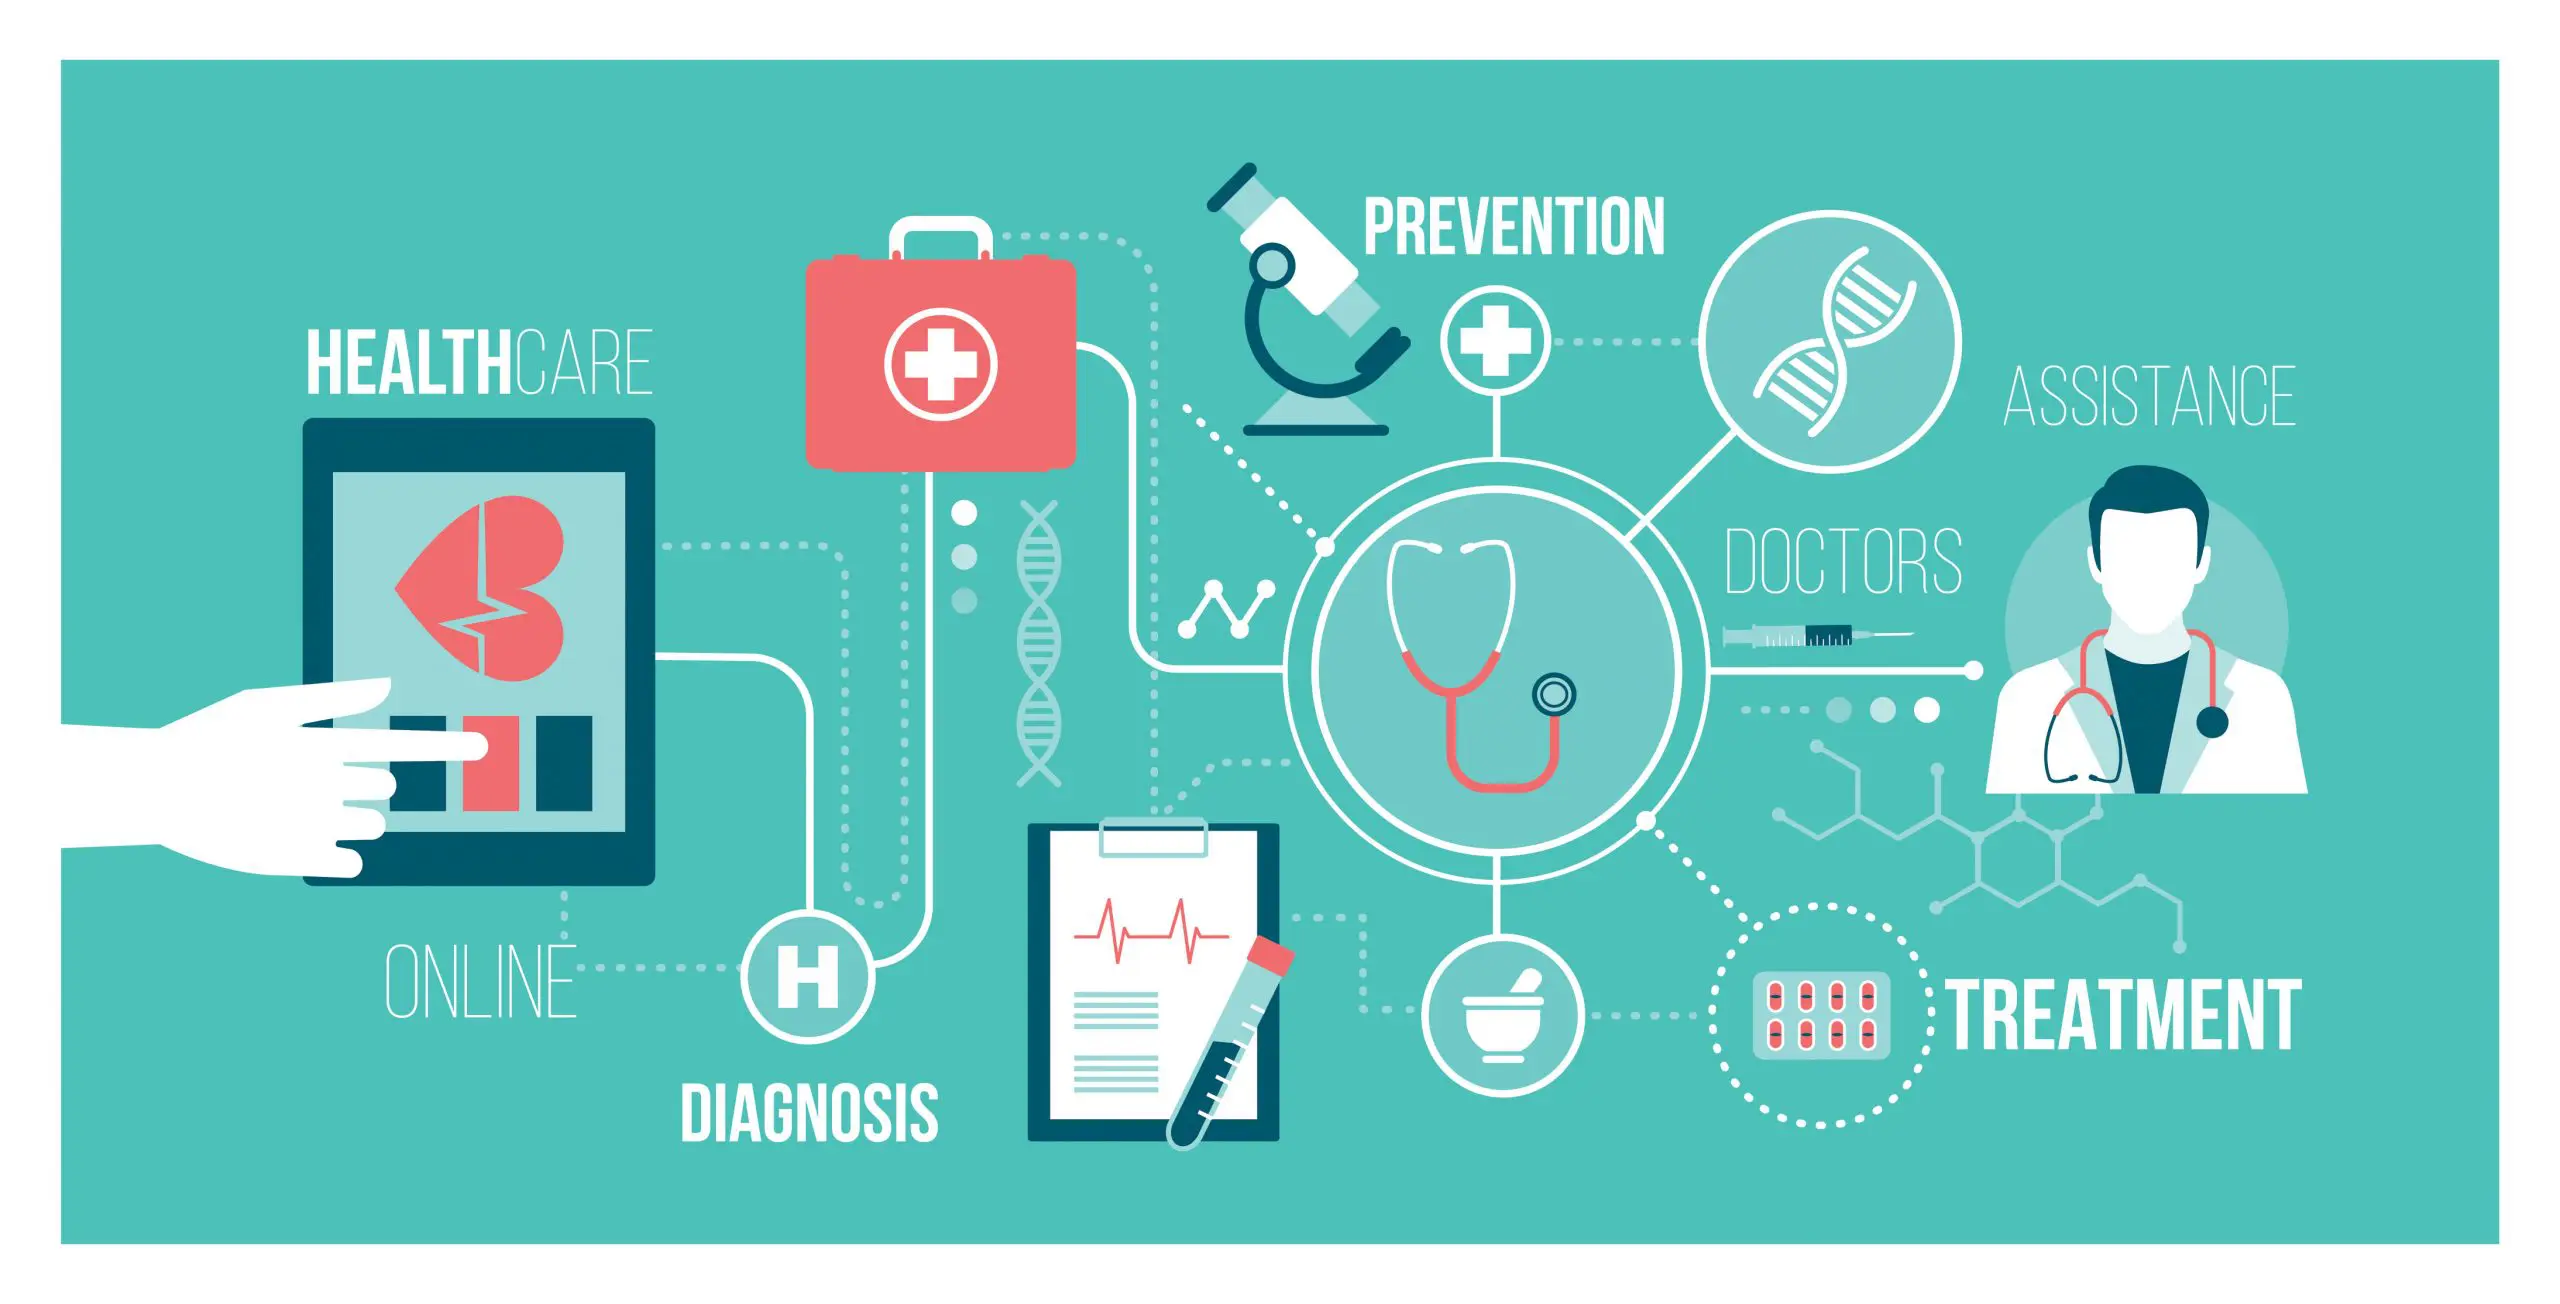 HEALTHCARE
PREVENTION
ASSISTANCE
DOCTORS
ONLINE
H
DIAGNOSIS
TREATMENT